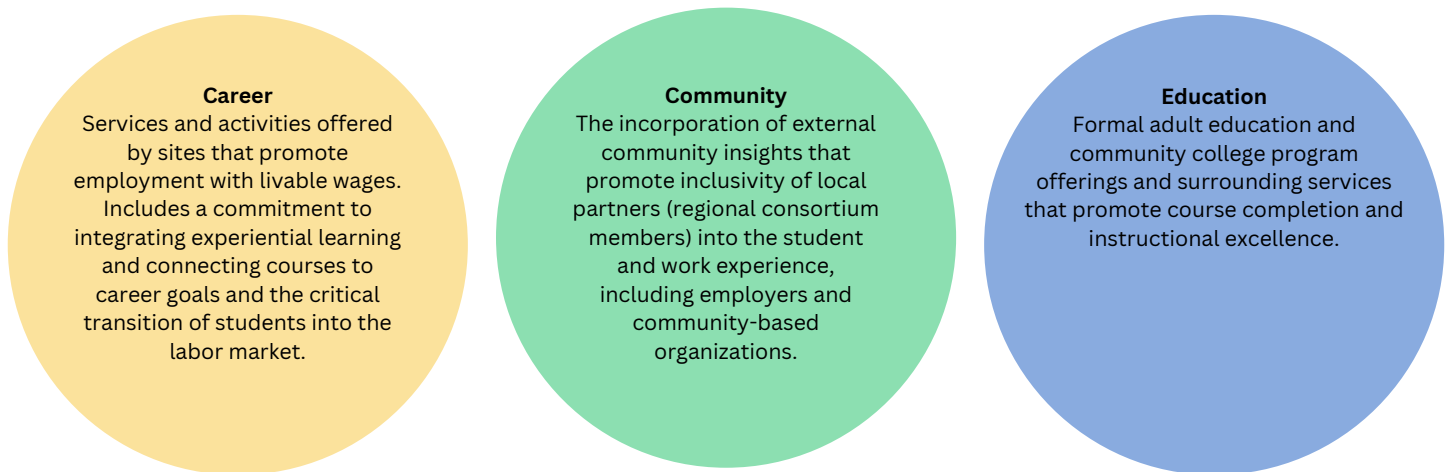 Career
Services and activities offered
by sites that promote
employment with livable wages.
Includes a commitment to
integrating experiential learning
and connecting courses to
career goals and the critical
transition of students into the
labor market.
Community
The incorporation of external
community insights that
promote inclusivity of local
partners (regional consortium
members) into the student
and work experience,
including employers and
community-based
organizations.
Education
Formal adult education and
community college program
offerings and surrounding services
that promote course completion and
instructional excellence.